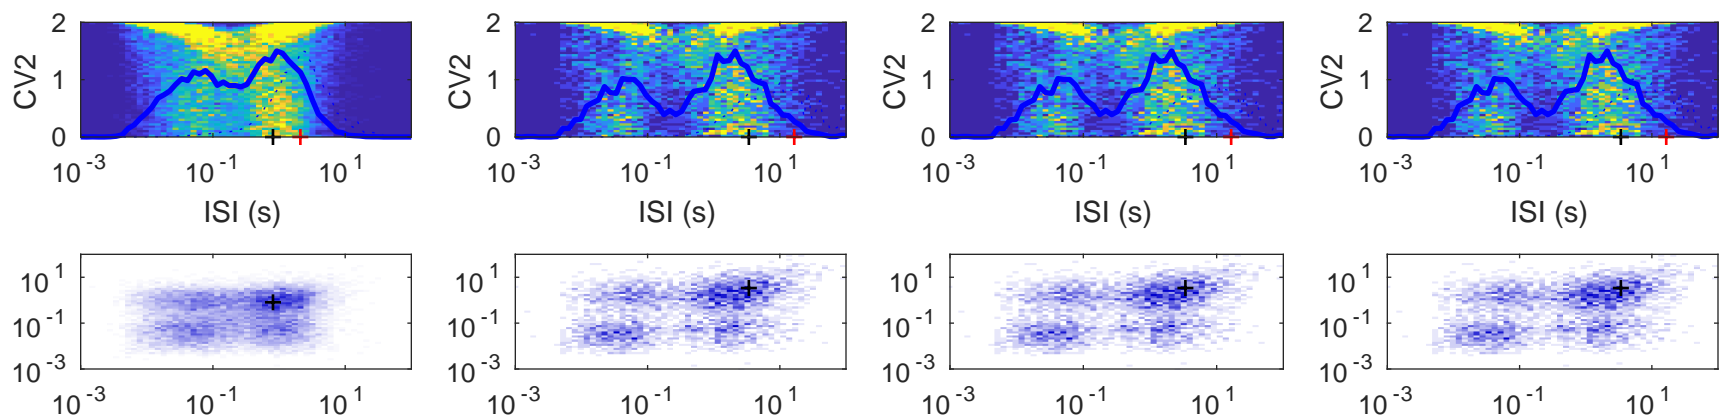 2 2 2 2
CV2 CV2 CV2 CV2
1 1 1 1
0 0 0 0
10^-3 10^-1 10^1 10^-3 10^-1 10^1 10^-3 10^-1 10^1 10^-3 10^-1 10^1
ISI (s) ISI (s) ISI (s) ISI (s)
10^1 10^1 10^1 10^1
10^-1 10^-1 10^-1 10^-1
10^-3 10^-3 10^-3 10^-3
10^-3 10^-1 10^1 10^-3 10^-1 10^1 10^-3 10^-1 10^1 10^-3 10^-1 10^1